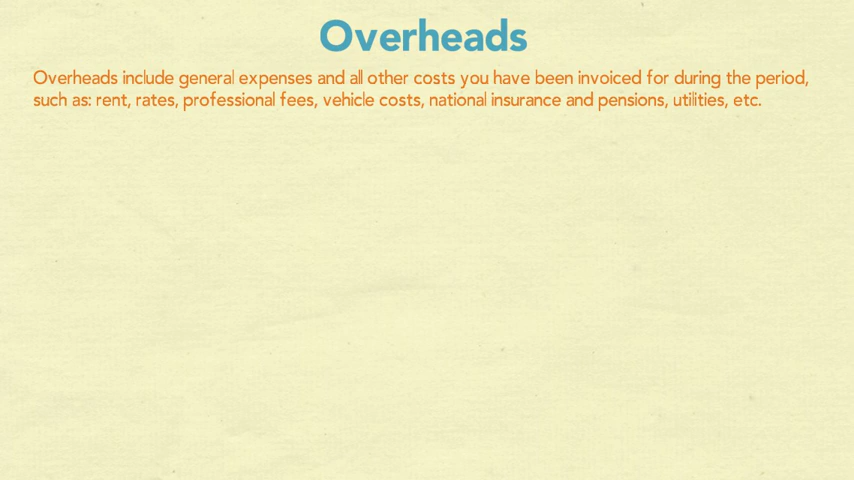 Overheads
Overheads include general expenses and all other costs you have been invoiced for during the period,
such as: rent, rates, professional fees, vehicle costs, national insurance and pensions, utilities, etc.